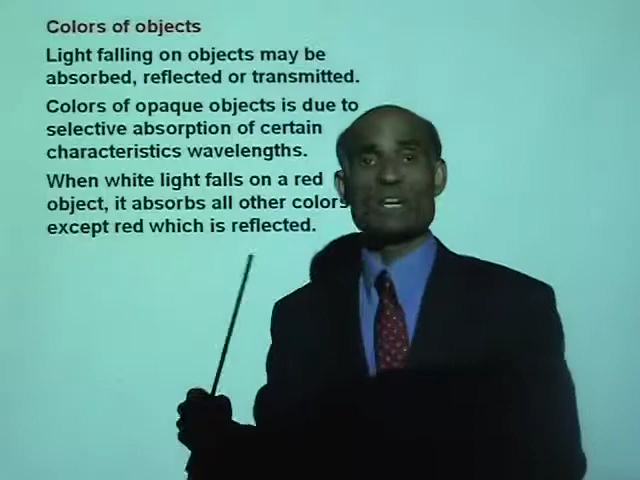 Colors of objects
Light falling on objects may be
absorbed, reflected or transmitted.
Colors of opaque objects is due to
selective absorption of certain
characteristics wavelengths.
When white light falls on a red
object, it absorbs all other colors
except red which is reflected.